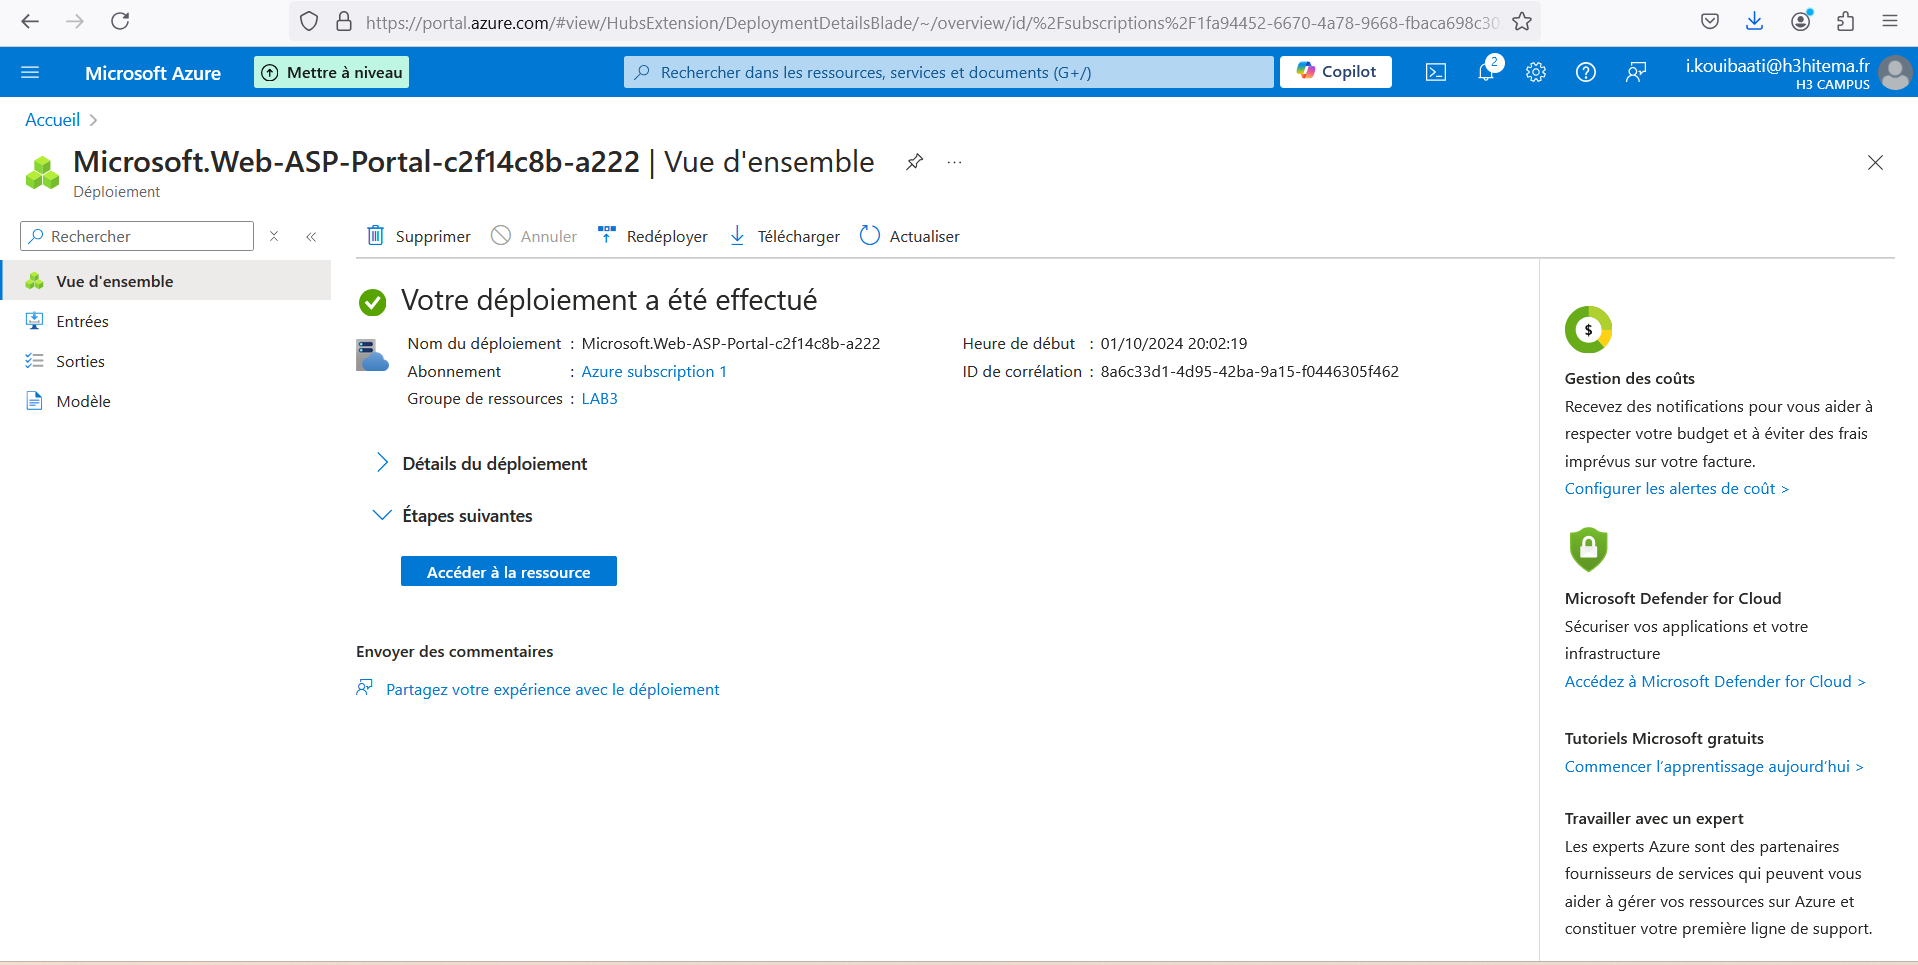 https://portal.azure.com/#view/HubsExtension/DeploymentDetailsBlade/~/overview/id/%2Fsubscriptions%2F1fa94452-6670-4a78-9668-fbaca698c30
Microsoft Azure
Mettre à niveau
Rechercher dans les ressources, services et documents (G+/)
Copilot
2
i.kouibaati@h3hitema.fr
H3 CAMPUS
Accueil
Microsoft.Web-ASP-Portal-c2f14c8b-a222 | Vue d'ensemble
Déploiement
Rechercher
Vue d'ensemble
Entrées
Sorties
Modèle
Supprimer
Annuler
Redéployer
Télécharger
Actualiser
Votre déploiement a été effectué
Nom du déploiement : Microsoft.Web-ASP-Portal-c2f14c8b-a222
Abonnement : Azure subscription 1
Groupe de ressources : LAB3
Heure de début : 01/10/2024 20:02:19
ID de corrélation : 8a6c33d1-4d95-42ba-9a15-f0446305f462
Détails du déploiement
Étapes suivantes
Accéder à la ressource
Envoyer des commentaires
Partagez votre expérience avec le déploiement
$
Gestion des coûts
Recevez des notifications pour vous aider à
respecter votre budget et à éviter des frais
imprévus sur votre facture.
Configurer les alertes de coût >
Microsoft Defender for Cloud
Sécuriser vos applications et votre
infrastructure
Accédez à Microsoft Defender for Cloud >
Tutoriels Microsoft gratuits
Commencer l’apprentissage aujourd’hui >
Travailler avec un expert
Les experts Azure sont des partenaires
fournisseurs de services qui peuvent vous
aider à gérer vos ressources sur Azure et
constituer votre première ligne de support.